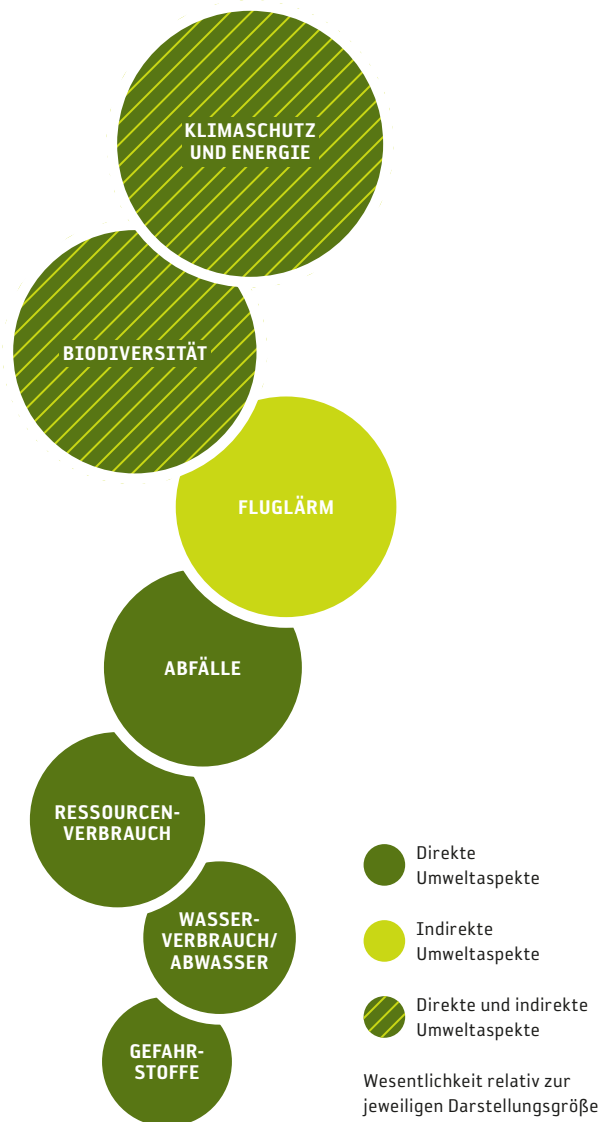 KLIMASCHUTZ
UND ENERGIE
BIODIVERSITÄT
FLUGLÄRM
ABFÄLLE
RESSOURCEN-
VERBRAUCH
WASSER-
VERBRAUCH/
ABWASSER
GEFAHR-
STOFFE
Direkte
Umweltaspekte
Indirekte
Umweltaspekte
Direkte und indirekte
Umweltaspekte
Wesentlichkeit relativ zur
jeweiligen Darstellungsgröße